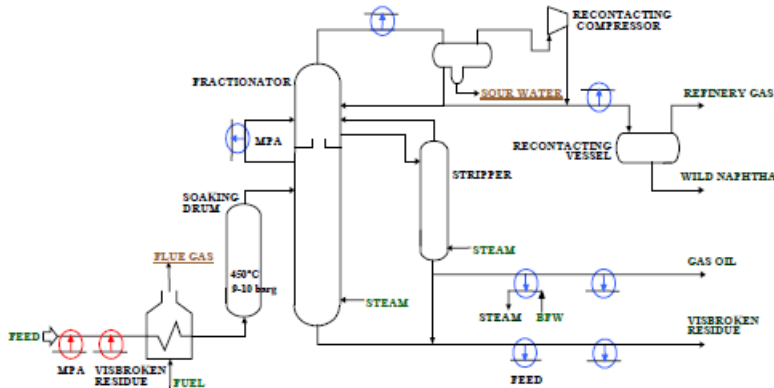 RECONTACTING
COMPRESSOR
FRACTIONATOR
SOUR WATER
REFINERY GAS
MPA
RECONTACTING
VESSEL
STRIPPER
WILD NAPHTHA
SOAKING
DRUM
FLUE GAS
450°C
9-10 barg
STEAM
GAS OIL
STEAM
STEAM
BFW
FEED
VISBROKEN
RESIDUE
MPA
VISBROKEN
RESIDUE
FUEL
FEED